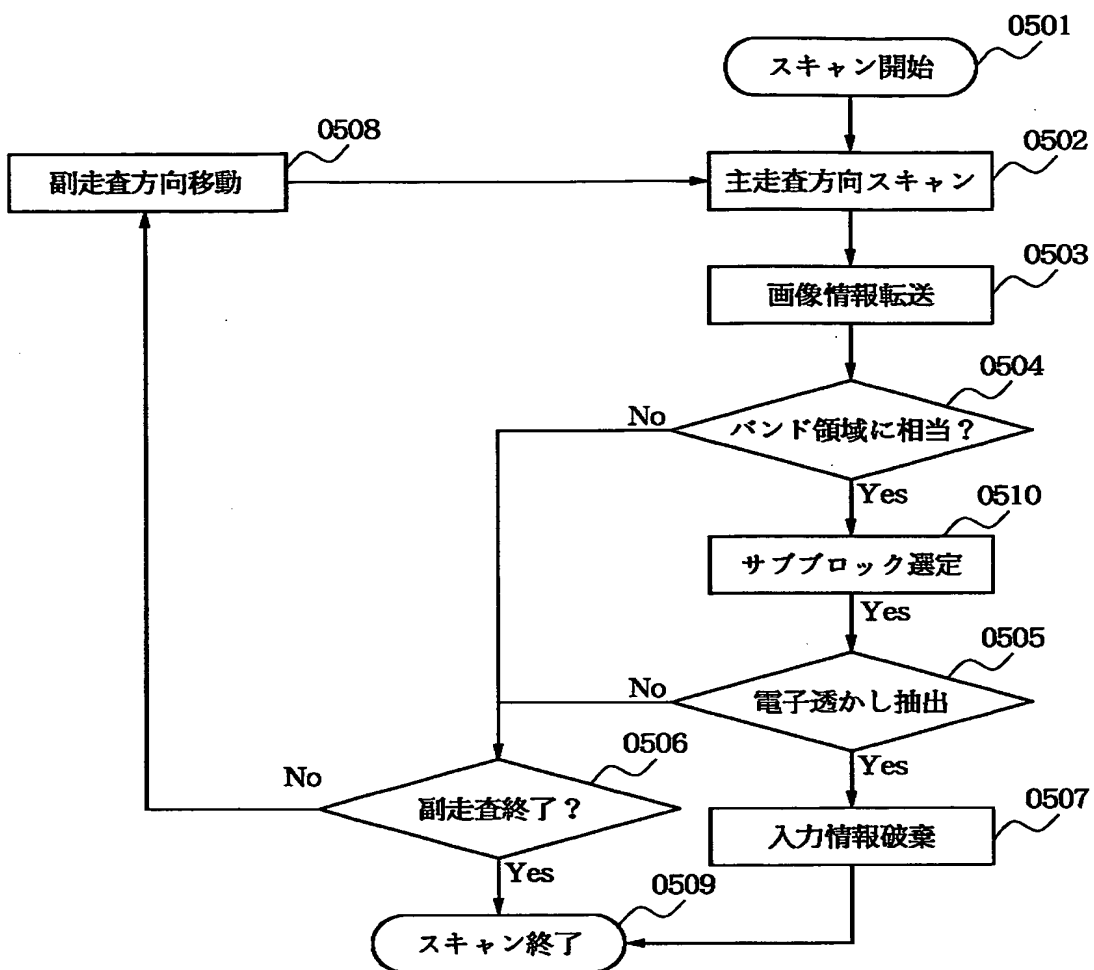 0501
スキャン開始
0508
0502
副走査方向移動
主走査方向スキャン
0503
画像情報転送
0504
No
バンド領域に相当?
Yes
0510
サブブロック選定
Yes
0505
No
電子透かし抽出
0506
Yes
No
副走査終了?
0507
入力情報破棄
Yes
0509
スキャン終了